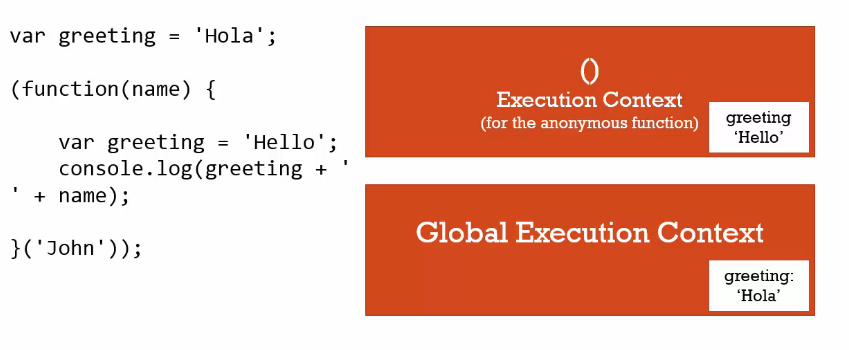 var greeting = 'Hola';
(function(name) {
var greeting = 'Hello';
console.log(greeting + '
' + name);
}('John'));
()
Execution Context
(for the anonymous function)
greeting
‘Hello’
Global Execution Context
greeting:
‘Hola’